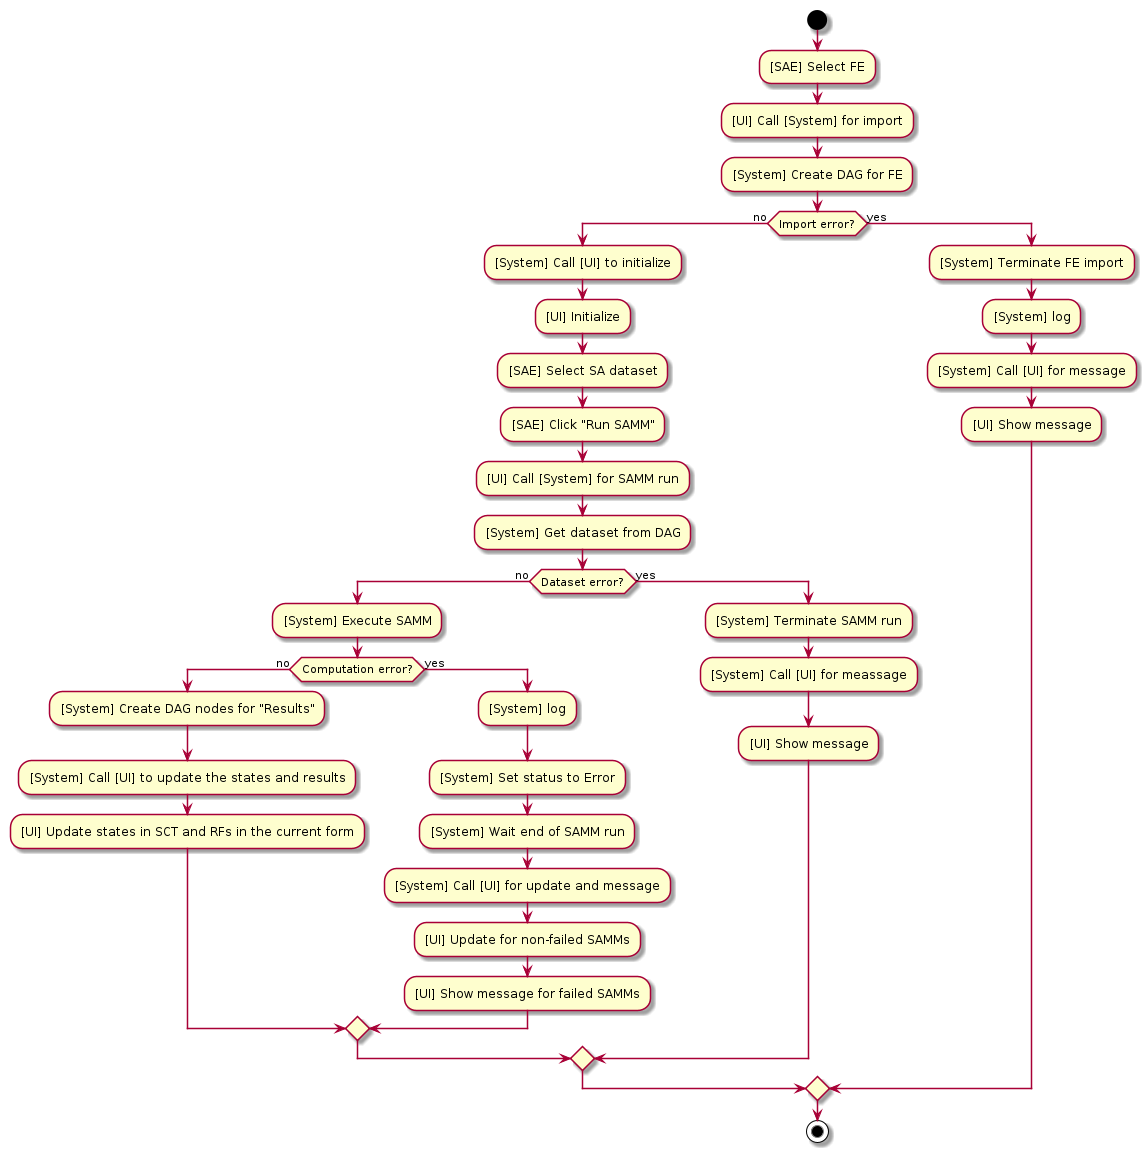 [SAE] Select FE
[UI] Call [System] for import
[System] Create DAG for FE
no
Import error?
yes
[System] Call [UI] to initialize
[UI] Initialize
[SAE] Select SA dataset
[SAE] Click "Run SAMM"
[UI] Call [System] for SAMM run
[System] Get dataset from DAG
no
Dataset error?
yes
[System] Execute SAMM
no
Computation error?
yes
[System] Create DAG nodes for "Results"
[System] Call [UI] to update the states and results
[UI] Update states in SCT and RFs in the current form
[System] log
[System] Set status to Error
[System] Wait end of SAMM run
[System] Call [UI] for update and message
[UI] Update for non-failed SAMMs
[UI] Show message for failed SAMMs
[System] Terminate SAMM run
[System] Call [UI] for meassage
[UI] Show message
[System] Terminate FE import
[System] log
[System] Call [UI] for message
[UI] Show message